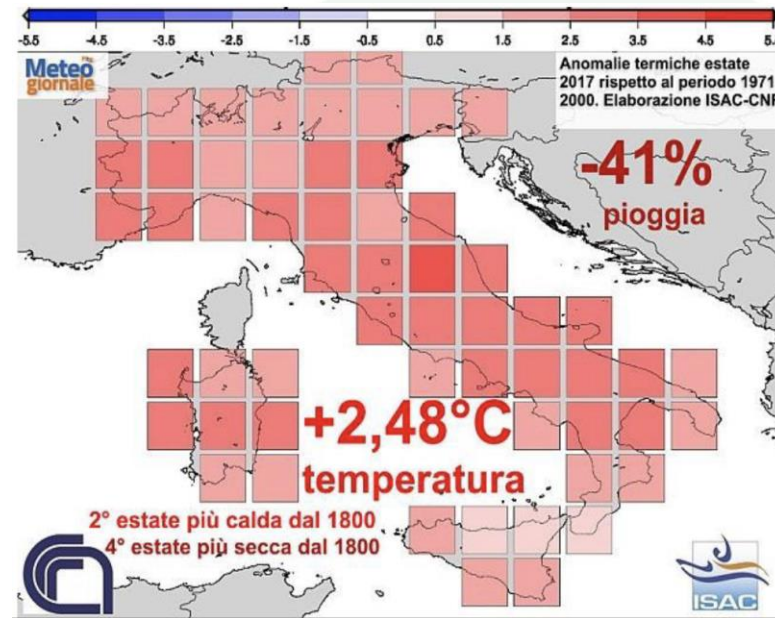 -5.5 -4.5 -3.5 -2.5 -1.5 -0.5 0.5 1.5 2.5 3.5 4.5
Meteo
giornale
Anomalie termiche estate
2017 rispetto al periodo 1971
2000. Elaborazione ISAC-CNR
-41%
pioggia
+2,48°C
temperatura
2° estate più calda dal 1800
4° estate più secca dal 1800
ISAC